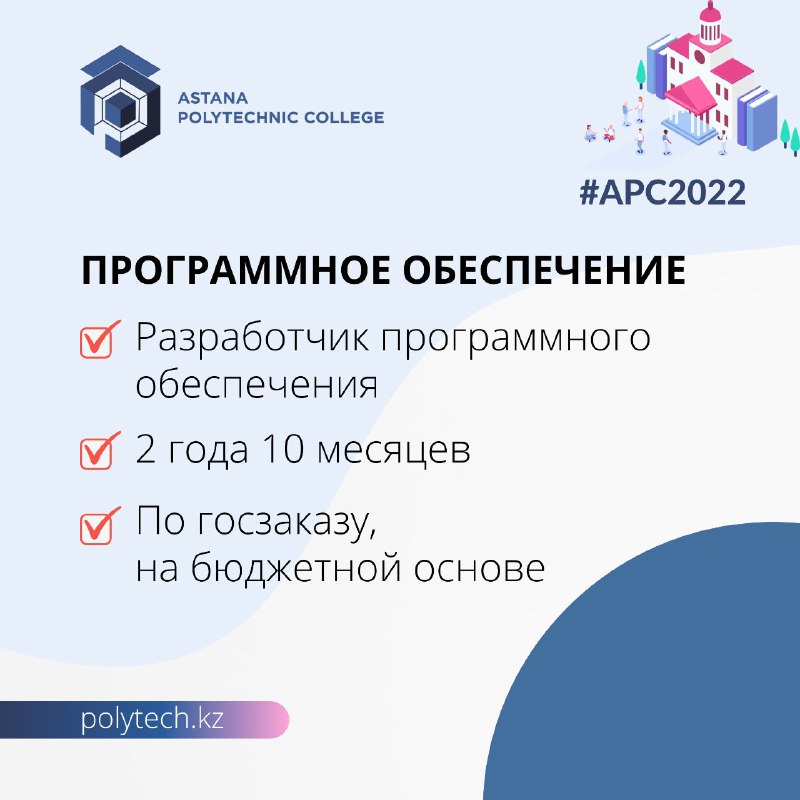 ASTANA
POLYTECHNIC COLLEGE
#APC2022
ПРОГРАММНОЕ ОБЕСПЕЧЕНИЕ
Разработчик программного
обеспечения
2 года 10 месяцев
По госзаказу,
на бюджетной основе
polytech.kz